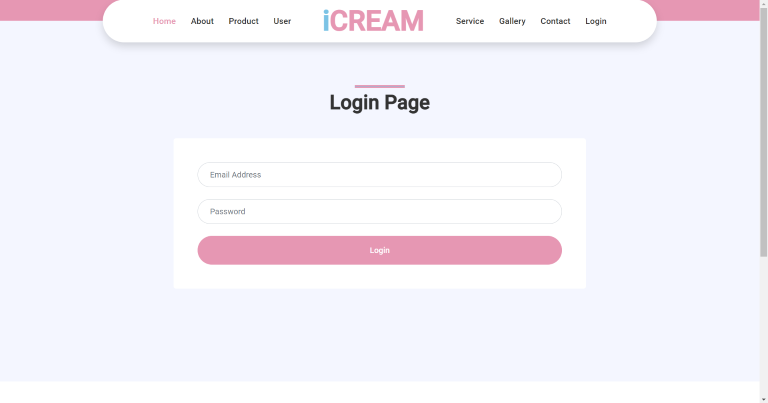 Home About Product User iCREAM Service Gallery Contact Login
Login Page
Email Address
Password
Login